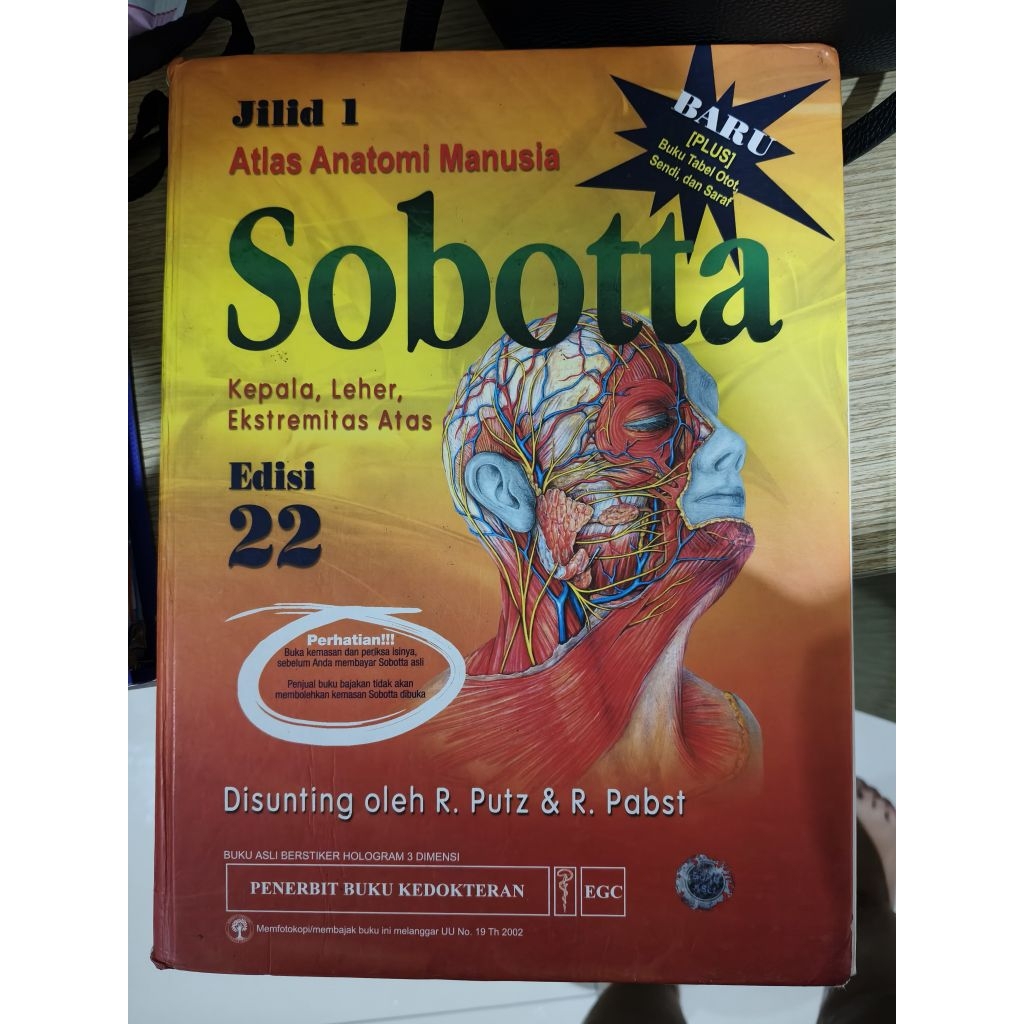 Jilid 1
Atlas Anatomi Manusia
Sobotta
BARU
[PLUS]
Buku Tabel Otot,
Sendi, dan Saraf
Kepala, Leher,
Ekstremitas Atas
Edisi
22
Perhatian!!!
Buka kemasan dan periksa isinya,
sebelum Anda membayar Sobotta asli
Penjual buku bajakan tidak akan
membolehkan kemasan Sobotta dibuka
Disunting oleh R. Putz & R. Pabst
BUKU ASLI BERSTIKER HOLOGRAM 3 DIMENSI
PENERBIT BUKU KEDOKTERAN
EGC
Memfotokopi/membajak buku ini melanggar UU No. 19 Th 2002